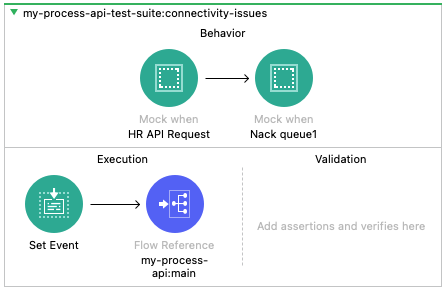 my-process-api-test-suite:connectivity-issues
Behavior
Mock when
HR API Request
Mock when
Nack queue1
Execution
Validation
Set Event
Flow Reference
my-process-
api:main
Add assertions and verifies here